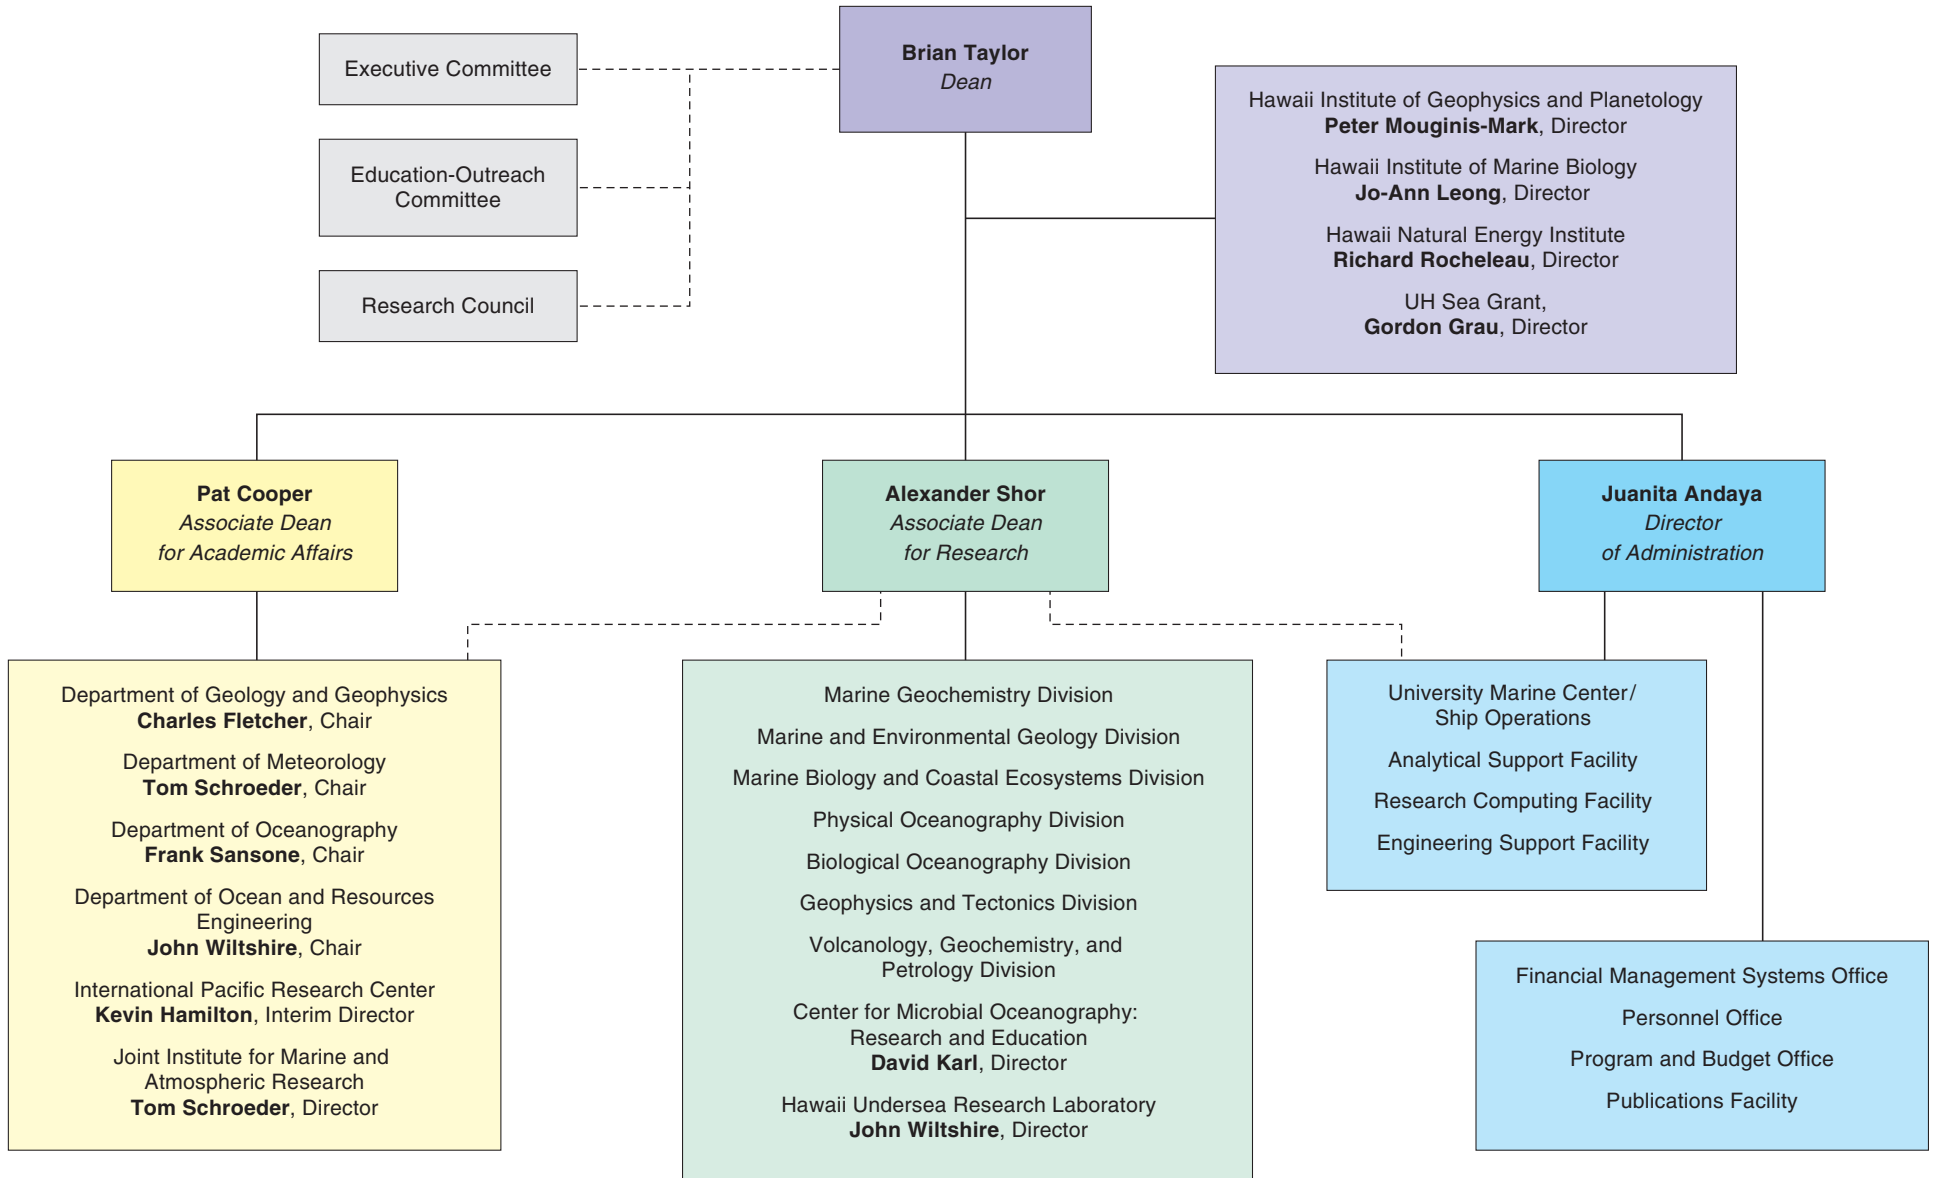 Brian Taylor
Dean
Executive Committee
Education-Outreach
Committee
Research Council
Hawaii Institute of Geophysics and Planetology
Peter Mouginis-Mark, Director
Hawaii Institute of Marine Biology
Jo-Ann Leong, Director
Hawaii Natural Energy Institute
Richard Rocheleau, Director
UH Sea Grant,
Gordon Grau, Director
Pat Cooper
Associate Dean
for Academic Affairs
Alexander Shor
Associate Dean
for Research
Juanita Andaya
Director
of Administration
Department of Geology and Geophysics
Charles Fletcher, Chair
Department of Meteorology
Tom Schroeder, Chair
Department of Oceanography
Frank Sansone, Chair
Department of Ocean and Resources
Engineering
John Wiltshire, Chair
International Pacific Research Center
Kevin Hamilton, Interim Director
Joint Institute for Marine and
Atmospheric Research
Tom Schroeder, Director
Marine Geochemistry Division
Marine and Environmental Geology Division
Marine Biology and Coastal Ecosystems Division
Physical Oceanography Division
Biological Oceanography Division
Geophysics and Tectonics Division
Volcanology, Geochemistry, and
Petrology Division
Center for Microbial Oceanography:
Research and Education
David Karl, Director
Hawaii Undersea Research Laboratory
John Wiltshire, Director
University Marine Center/
Ship Operations
Analytical Support Facility
Research Computing Facility
Engineering Support Facility
Financial Management Systems Office
Personnel Office
Program and Budget Office
Publications Facility